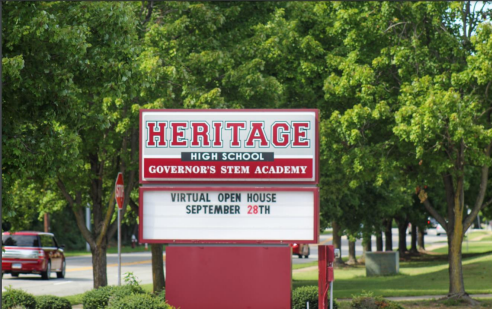 HERITAGE
HIGH SCHOOL
GOVERNOR'S STEM ACADEMY
VIRTUAL OPEN HOUSE
SEPTEMBER 28TH